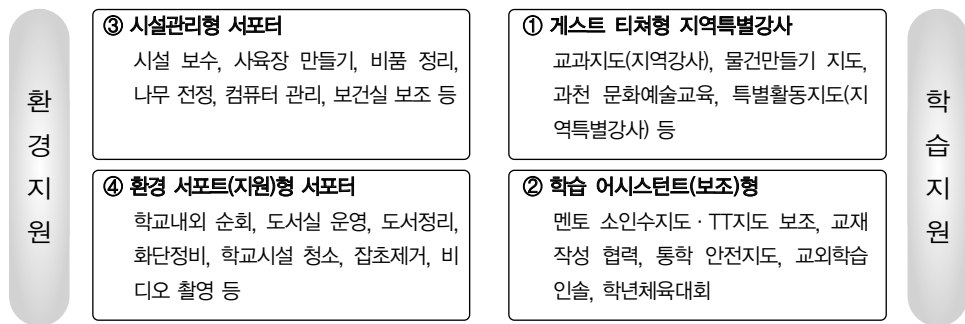 환
경
지
원
③ 시설관리형 서포터
시설 보수, 사육장 만들기, 비품 정리,
나무 전정, 컴퓨터 관리, 보건실 보조 등
④ 환경 서포트(지원)형 서포터
학교내외 순회, 도서실 운영, 도서정리,
화단정비, 학교시설 청소, 잡초제거, 비
디오 촬영 등
① 게스트 티쳐형 지역특별강사
교과지도(지역강사), 물건만들기 지도,
과천 문화예술교육, 특별활동지도(지
역특별강사) 등
② 학습 어시스턴트(보조)형
멘토 소인수지도 · TT지도 보조, 교재
작성 협력, 통학 안전지도, 교외학습
인솔, 학년체육대회
학
습
지
원